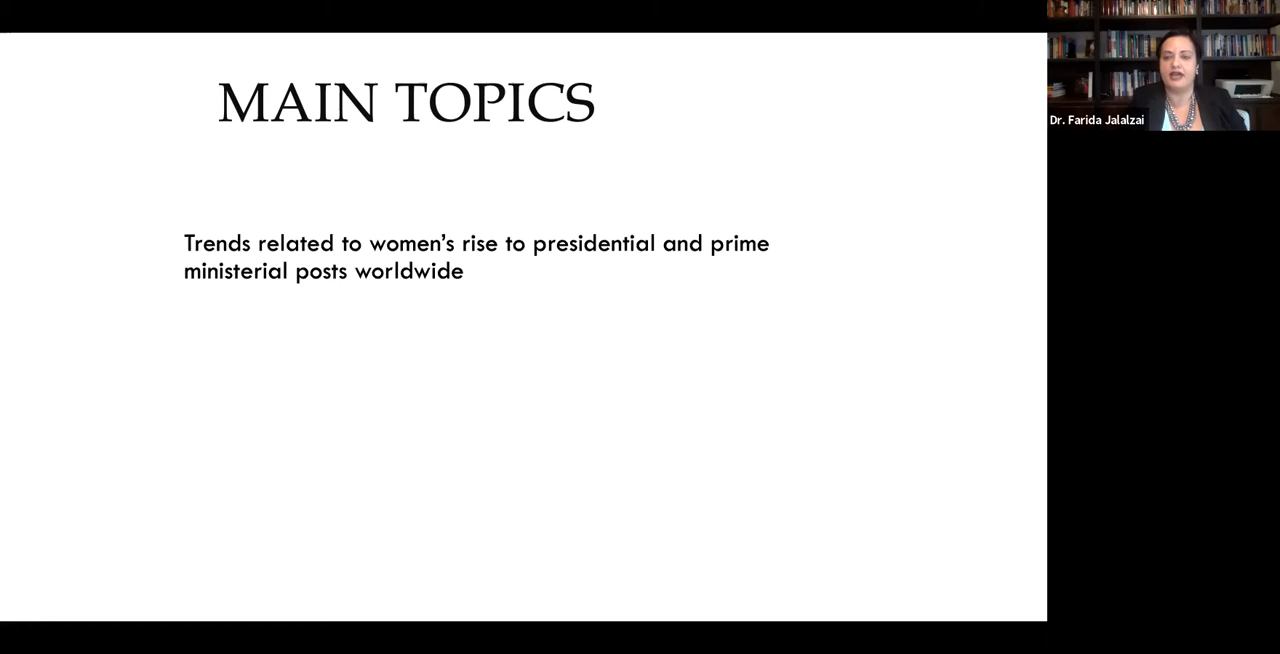 MAIN TOPICS
Dr. Farida Jalalzai
Trends related to women’s rise to presidential and prime
ministerial posts worldwide